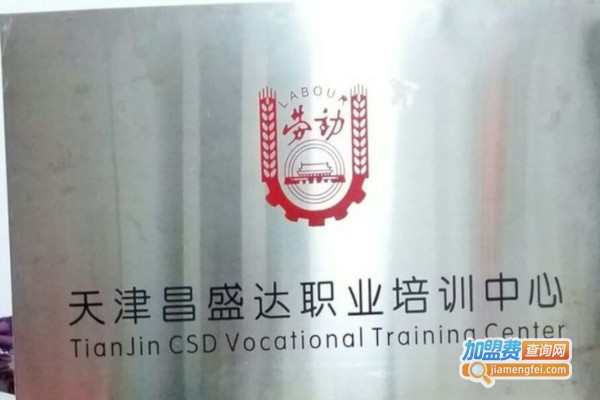 LABOUR
劳动
天津昌盛达职业培训中心
TianJin CSD Vocational Training Center
加盟费查询网
jiamengfei.com